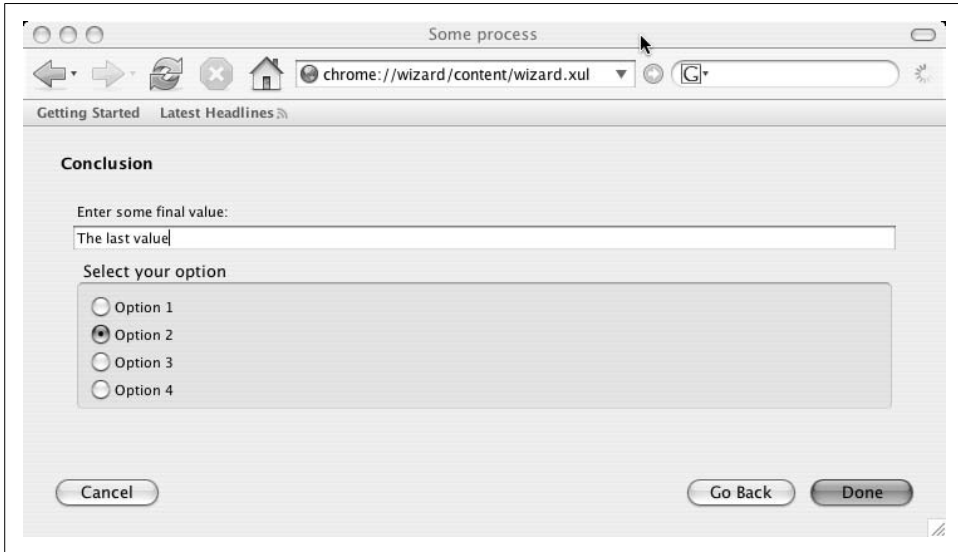 Some process
chrome://wizard/content/wizard.xul
G
Getting Started Latest Headlines
Conclusion
Enter some final value:
The last value
Select your option
Option 1
Option 2
Option 3
Option 4
Cancel Go Back Done